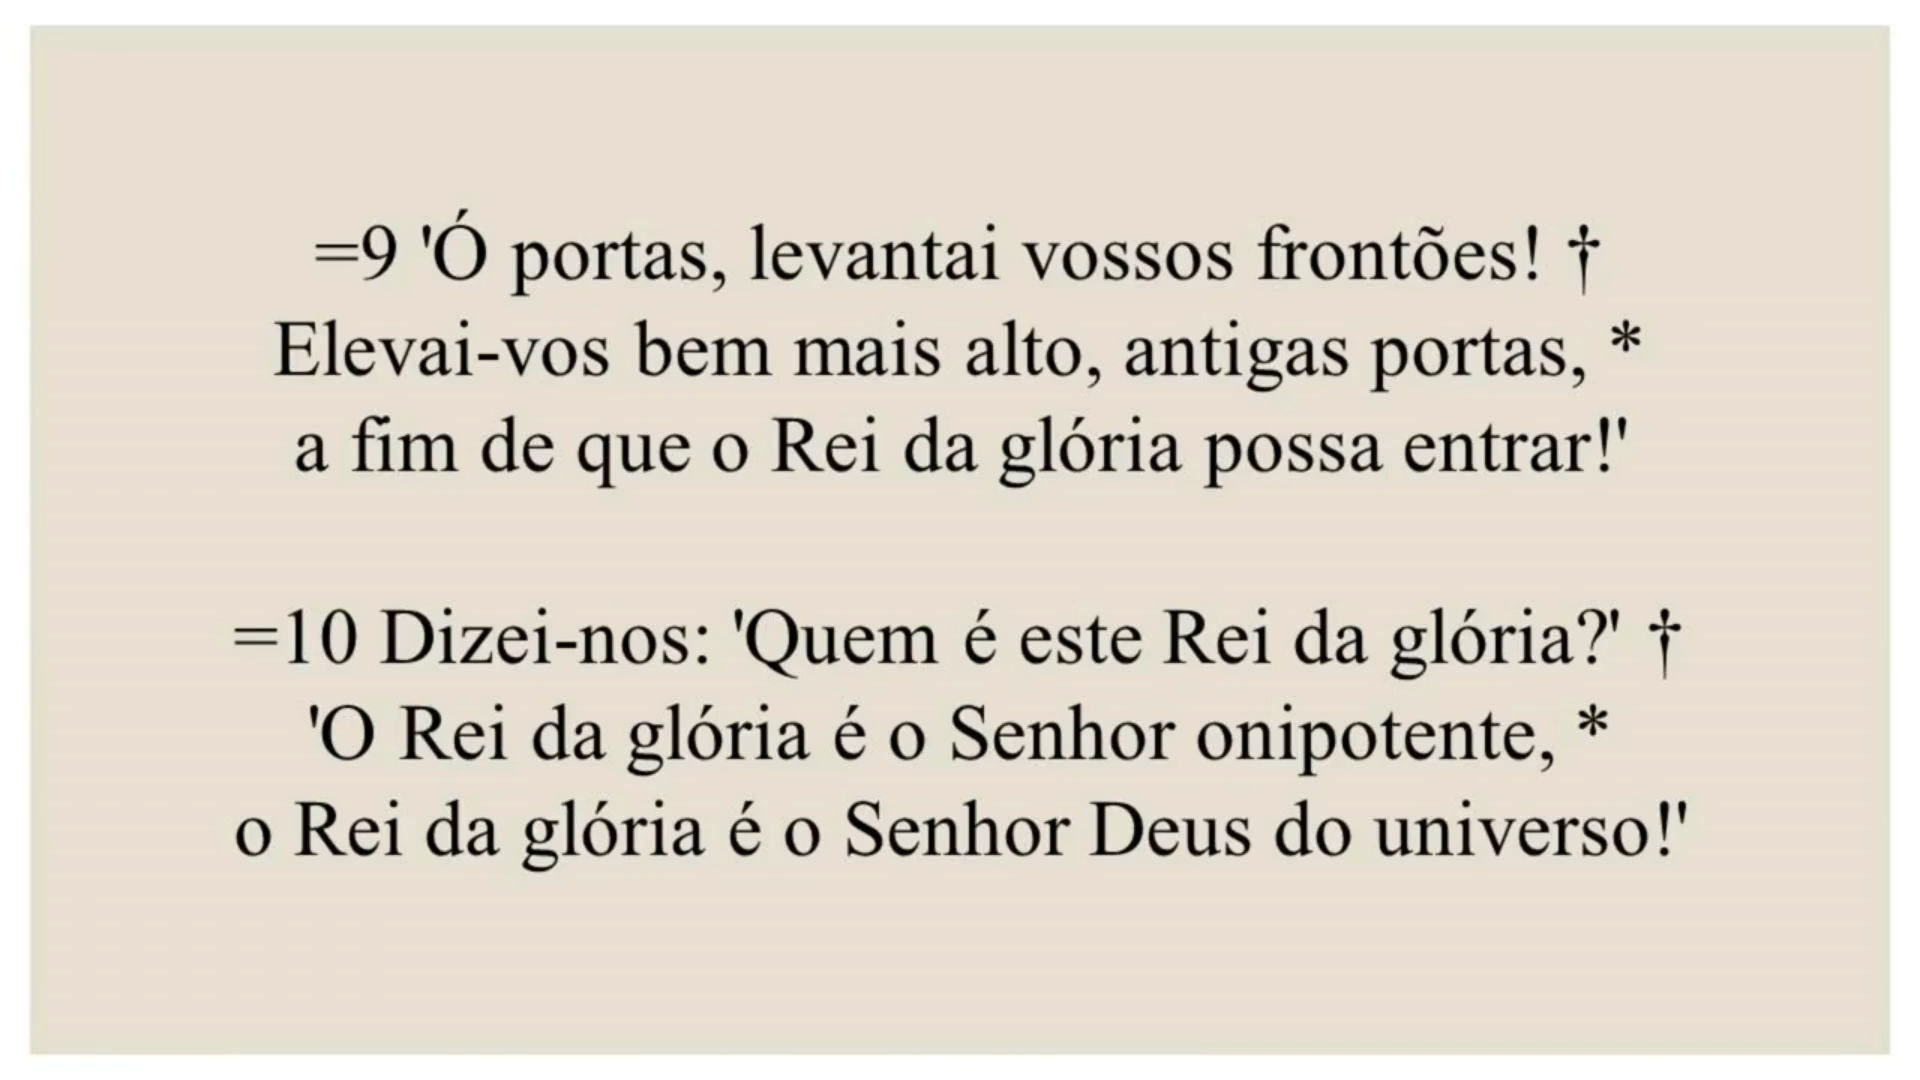 =9 'Ó portas, levantai vossos frontões! †
Elevai-vos bem mais alto, antigas portas, *
a fim de que o Rei da glória possa entrar!'
=10 Dizei-nos: 'Quem é este Rei da glória?' †
'O Rei da glória é o Senhor onipotente, *
o Rei da glória é o Senhor Deus do universo!'